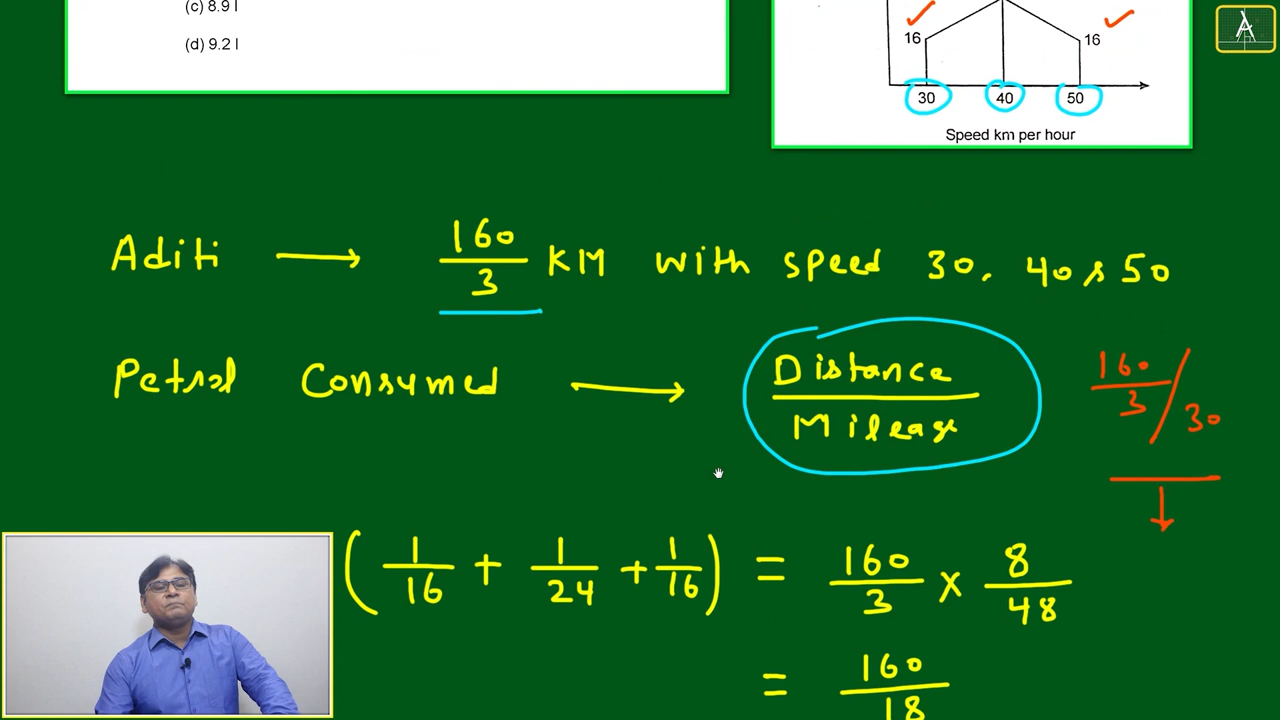 (c) 8.9 l
(d) 9.2 l
16 16
30 40 50
Speed km per hour
Aditi → 160/3 KM with speed 30, 40 & 50
Petrol Consumed → Distance/Mileage
160/3/30
(1/16 + 1/24 + 1/16) = 160/3 × 8/48
= 160/18